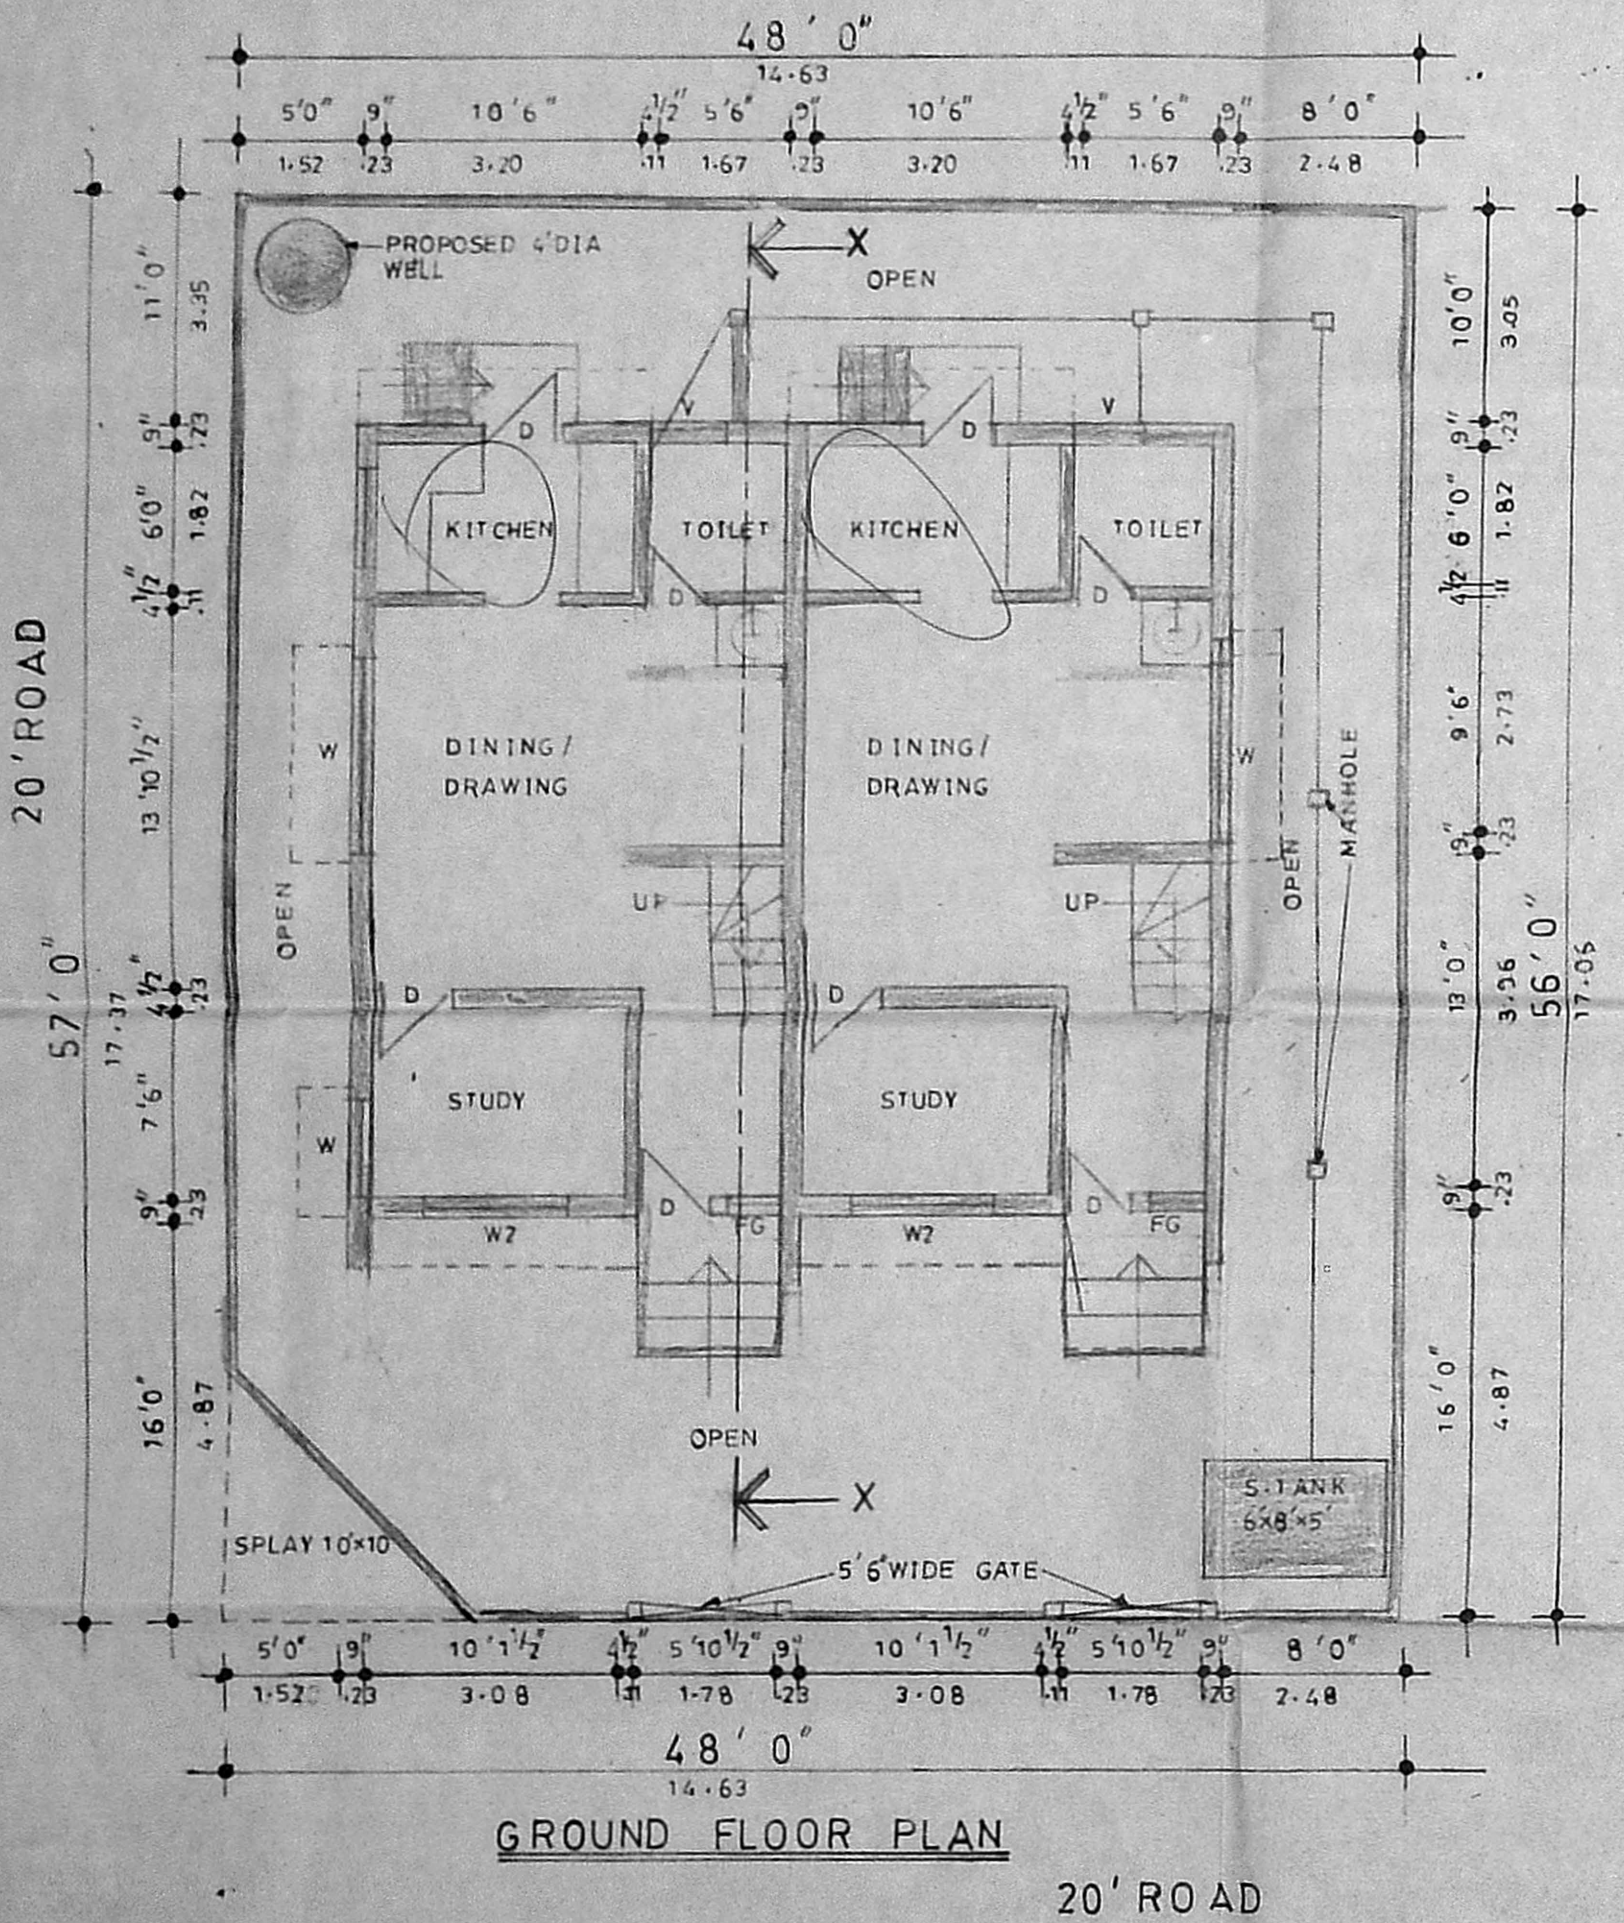 48'0"
14.63
5'0" 9" 10'6" 4½" 5'6" 9" 10'6" 4½" 5'6" 9" 8'0"
1.52 .23 3.20 .11 1.67 .23 3.20 .11 1.67 .23 2.48
PROPOSED 4'DIA
WELL
X
OPEN
V
V
D
D
KITCHEN
TOILET
KITCHEN
TOILET
D
D
W
DINING/
DRAWING
DINING/
DRAWING
W
MANHOLE
UP
UP
OPEN
OPEN
D
D
STUDY
STUDY
W
D
FG
D
FG
W2
W2
OPEN
X
S.TANK
6'×8'×5'
SPLAY 10'×10'
5'6"WIDE GATE
20'ROAD
57'0"
17.37
11'0"
3.35
9"
.23
6'0"
1.82
4½"
.11
13'10½"
4½"
.23
7'6"
9"
.23
16'0"
4.87
10'0"
3.05
9"
.23
6'0"
1.82
4½
.11
9'6"
2.73
9"
.23
13'0"
3.96
9"
.23
16'0"
4.87
56'0"
17.05
5'0" 9" 10'1½" 4½" 5'10½" 9" 10'1½" 4½" 5'10½" 9" 8'0"
1.52 .23 3.08 .11 1.78 .23 3.08 .11 1.78 .23 2.48
48'0"
14.63
GROUND FLOOR PLAN
20'ROAD